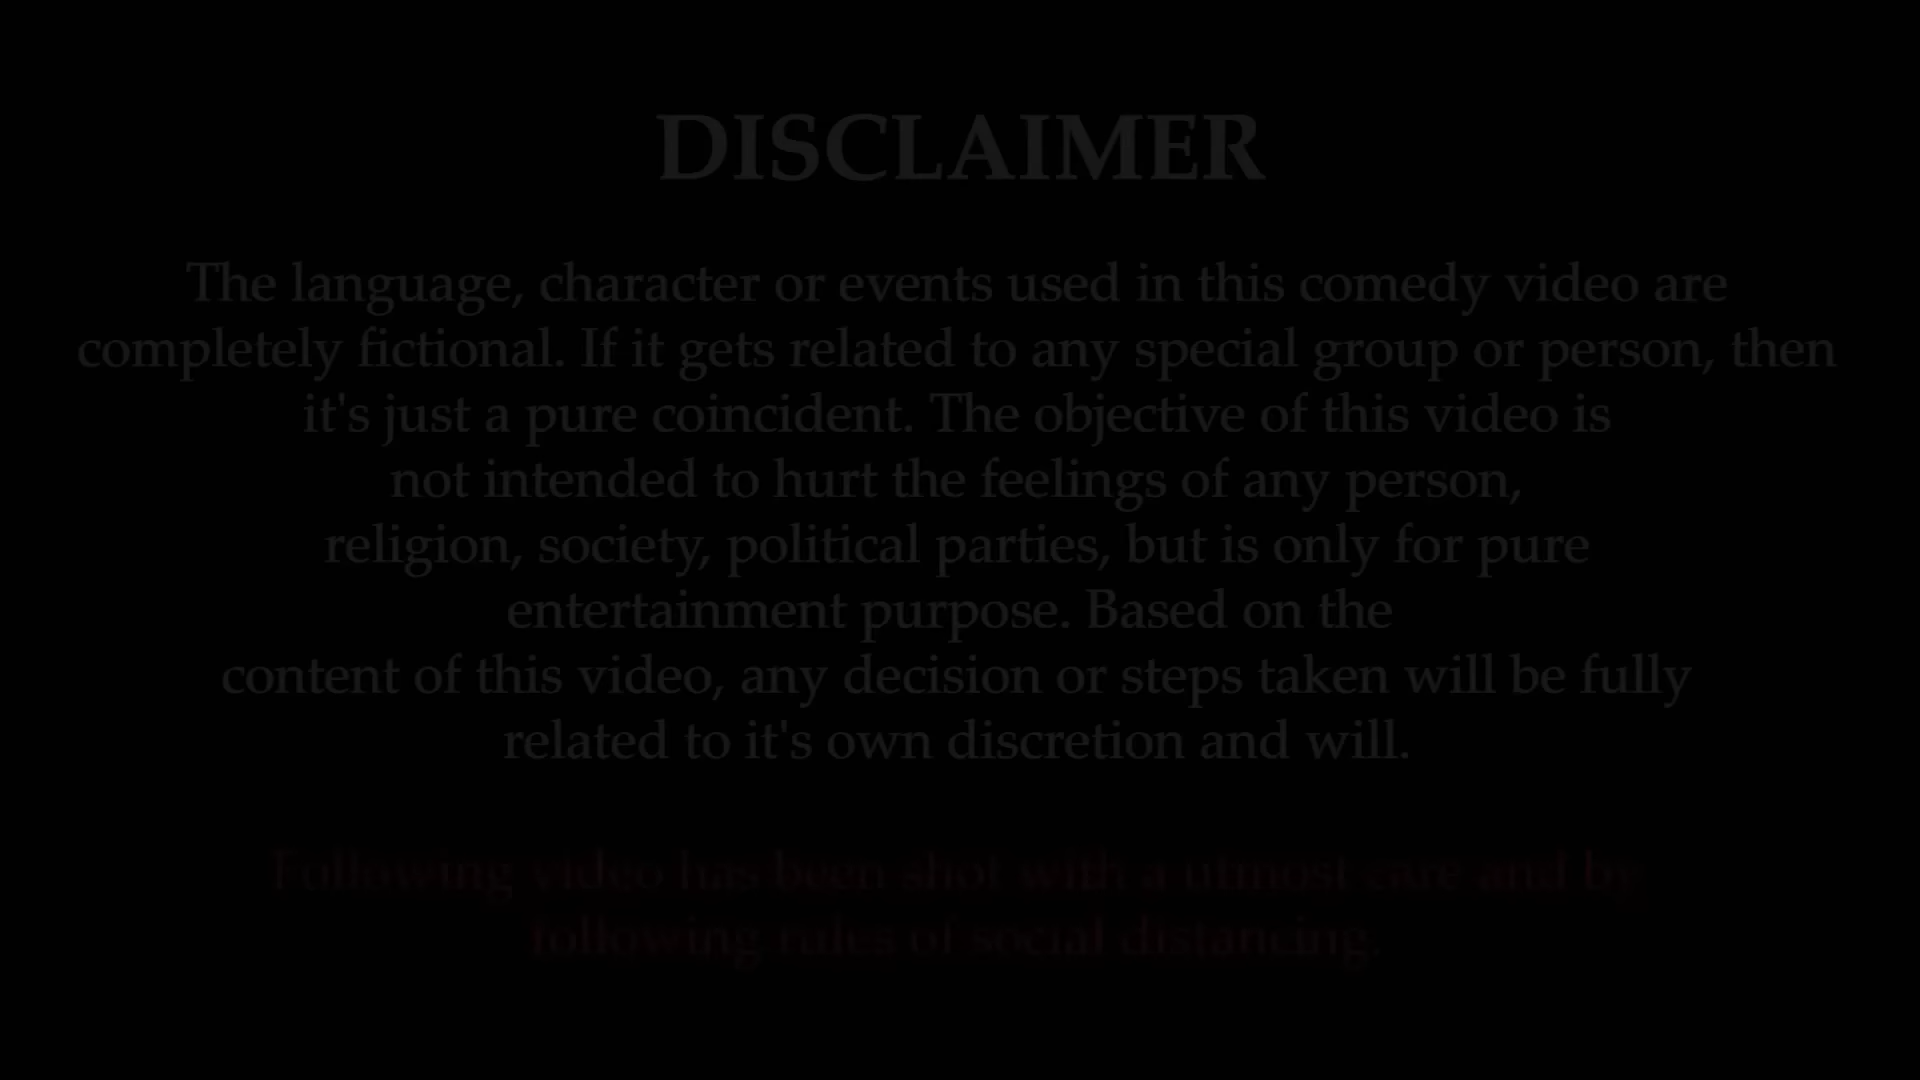 DISCLAIMER
The language, character or events used in this comedy video are
completely fictional. If it gets related to any special group or person, then
it's just a pure coincident. The objective of this video is
not intended to hurt the feelings of any person,
religion, society, political parties, but is only for pure
entertainment purpose. Based on the
content of this video, any decision or steps taken will be fully
related to it's own discretion and will.
Following video has been shot with a utmost care and by
following rules of social distancing.